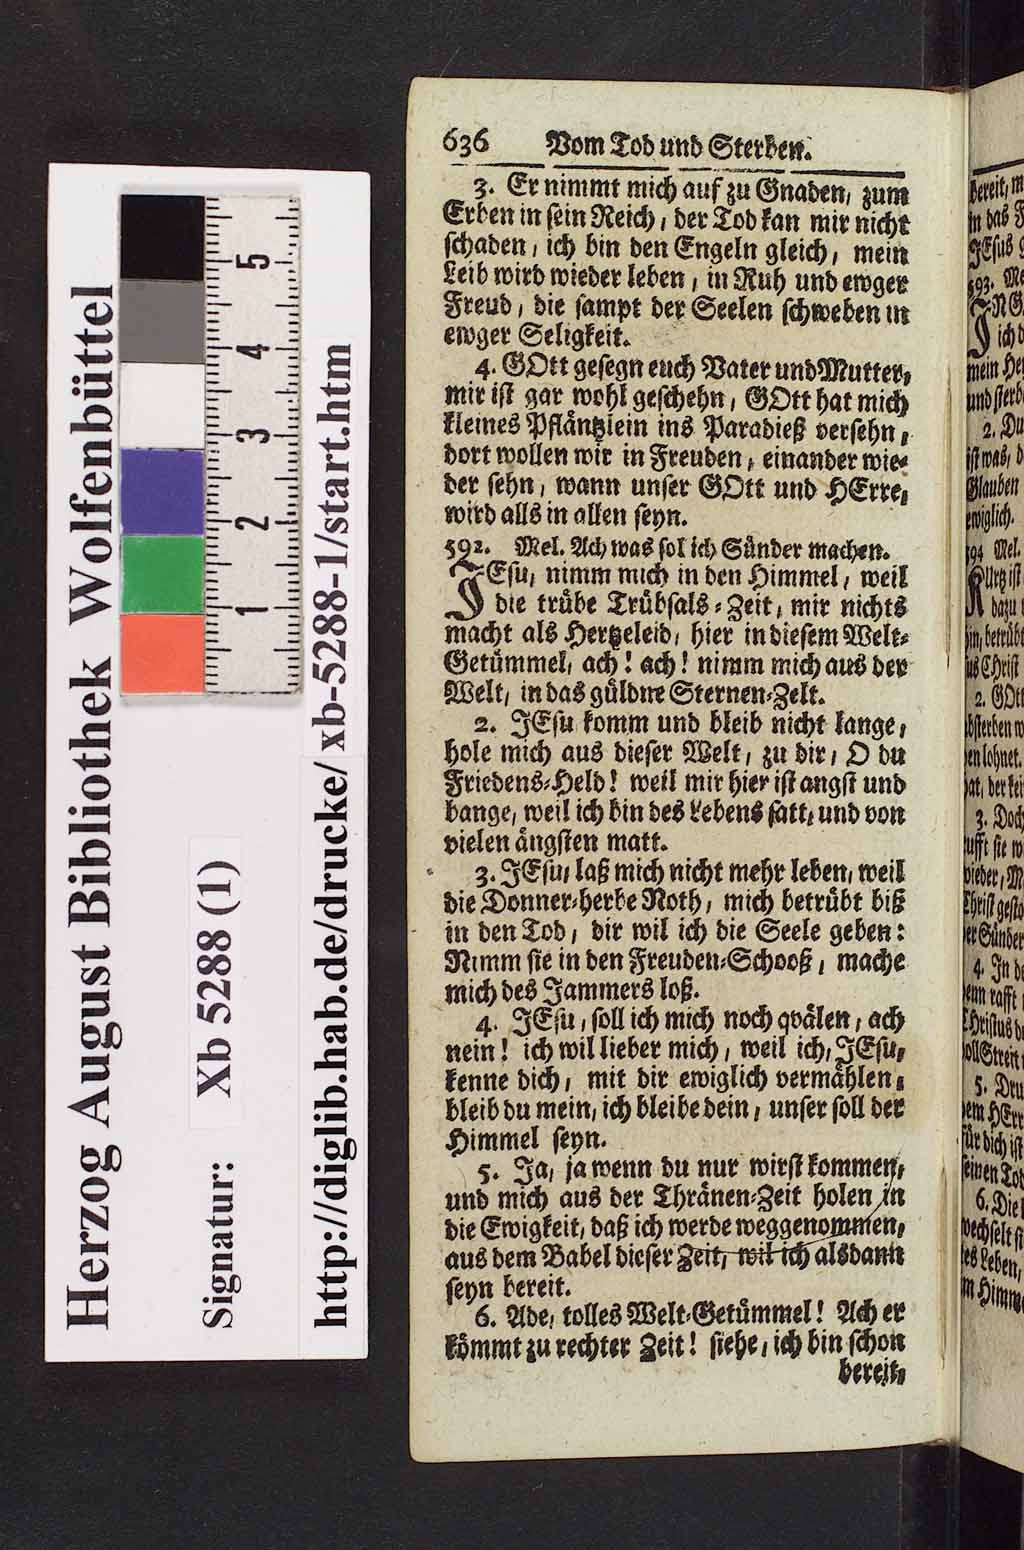 Herzog August Bibliothek Wolfenbüttel
Signatur: Xb 5288 (1)
http://diglib.hab.de/drucke/ xb-5288-1/start.htm
1 2 3 4 5
636 Vom Tod und Sterben.
3. Er nimmt mich auf zu Gnaden, zum
Erben in sein Reich, der Tod kan mir nicht
schaden, ich bin den Engeln gleich, mein
Leib wird wieder leben, in Ruh und ewger
Freud, die sampt der Seelen schweben in
ewger Seligkeit.
4. GOtt gesegn euch Vater und Mutter,
mir ist gar wohl geschehn, GOtt hat mich
kleines Pfläntzlein ins Paradieß versehn,
dort wollen wir in Freuden, einander wie-
der sehn, wann unser GOtt und HErre,
wird alls in allen seyn.
592. Mel. Ach was sol ich Sünder machen.
JEsu, nimm mich in den Himmel, weil
die trübe Trübsals-Zeit, mir nichts
macht als Hertzeleid, hier in diesem Welt-
Getümmel, ach! ach! nimm mich aus der
Welt, in das güldne Sternen-Zelt.
2. JEsu komm und bleib nicht lange,
hole mich aus dieser Welt, zu dir, O du
Friedens-Held! weil mir hier ist angst und
bange, weil ich bin des Lebens satt, und von
vielen ängsten matt.
3. JEsu, laß mich nicht mehr leben, weil
die Donner-herbe Noth, mich betrübt biß
in den Tod, dir wil ich die Seele geben:
Nimm sie in den Freuden-Schooß, mache
mich des Jammers loß.
4. JEsu, soll ich mich noch qvälen, ach
nein! ich wil lieber mich, weil ich, JEsu,
kenne dich, mit dir ewiglich vermählen,
bleib du mein, ich bleibe dein, unser soll der
Himmel seyn.
5. Ja, ja wenn du nur wirst kommen,
und mich aus der Thränen-Zeit holen in
die Ewigkeit, daß ich werde weggenommen,
aus dem Babel dieser Zeit, wil ich alsdann
seyn bereit.
6. Ade, tolles Welt-Getümmel! Ach er
kömmt zu rechter Zeit! siehe, ich bin schon
bereit,